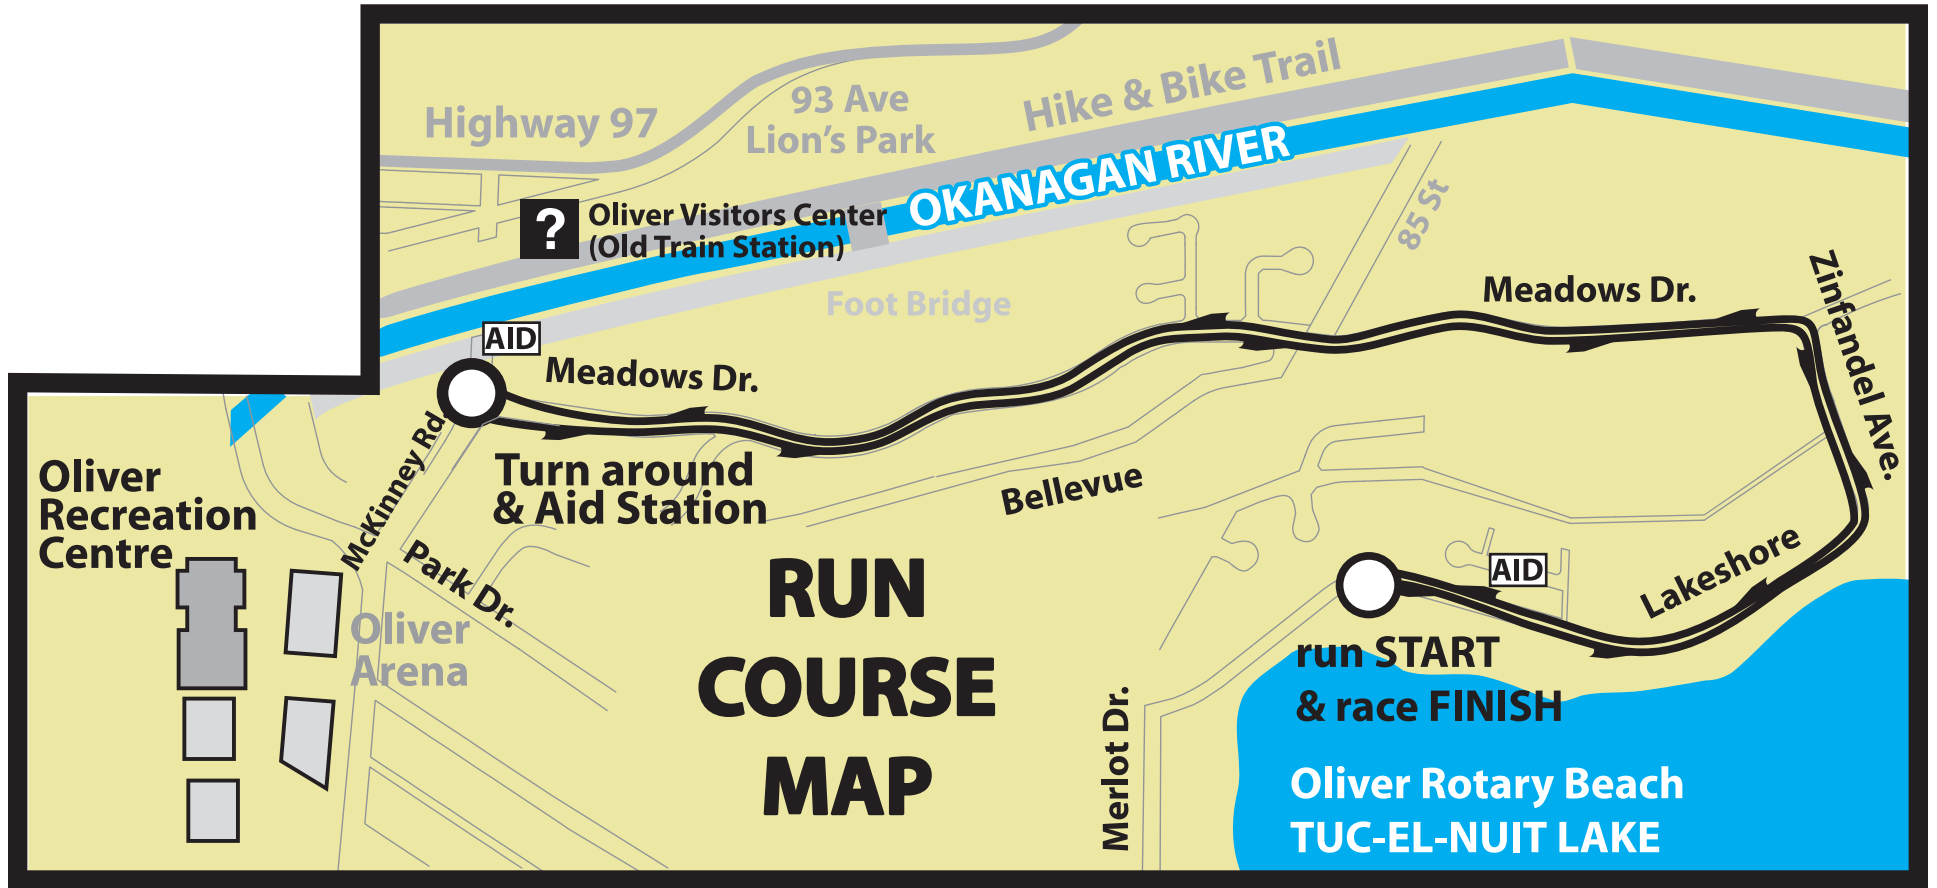 Highway 97
93 Ave
Lion's Park
Hike & Bike Trail
OKANAGAN RIVER
85 St
?
Oliver Visitors Center
(Old Train Station)
Foot Bridge
Meadows Dr.
Zinfandel Ave.
AID
Meadows Dr.
McKinney Rd.
Turn around
& Aid Station
Bellevue
Oliver
Recreation
Centre
Park Dr.
Oliver
Arena
RUN
COURSE
MAP
AID
Lakeshore
run START
& race FINISH
Merlot Dr.
Oliver Rotary Beach
TUC-EL-NUIT LAKE